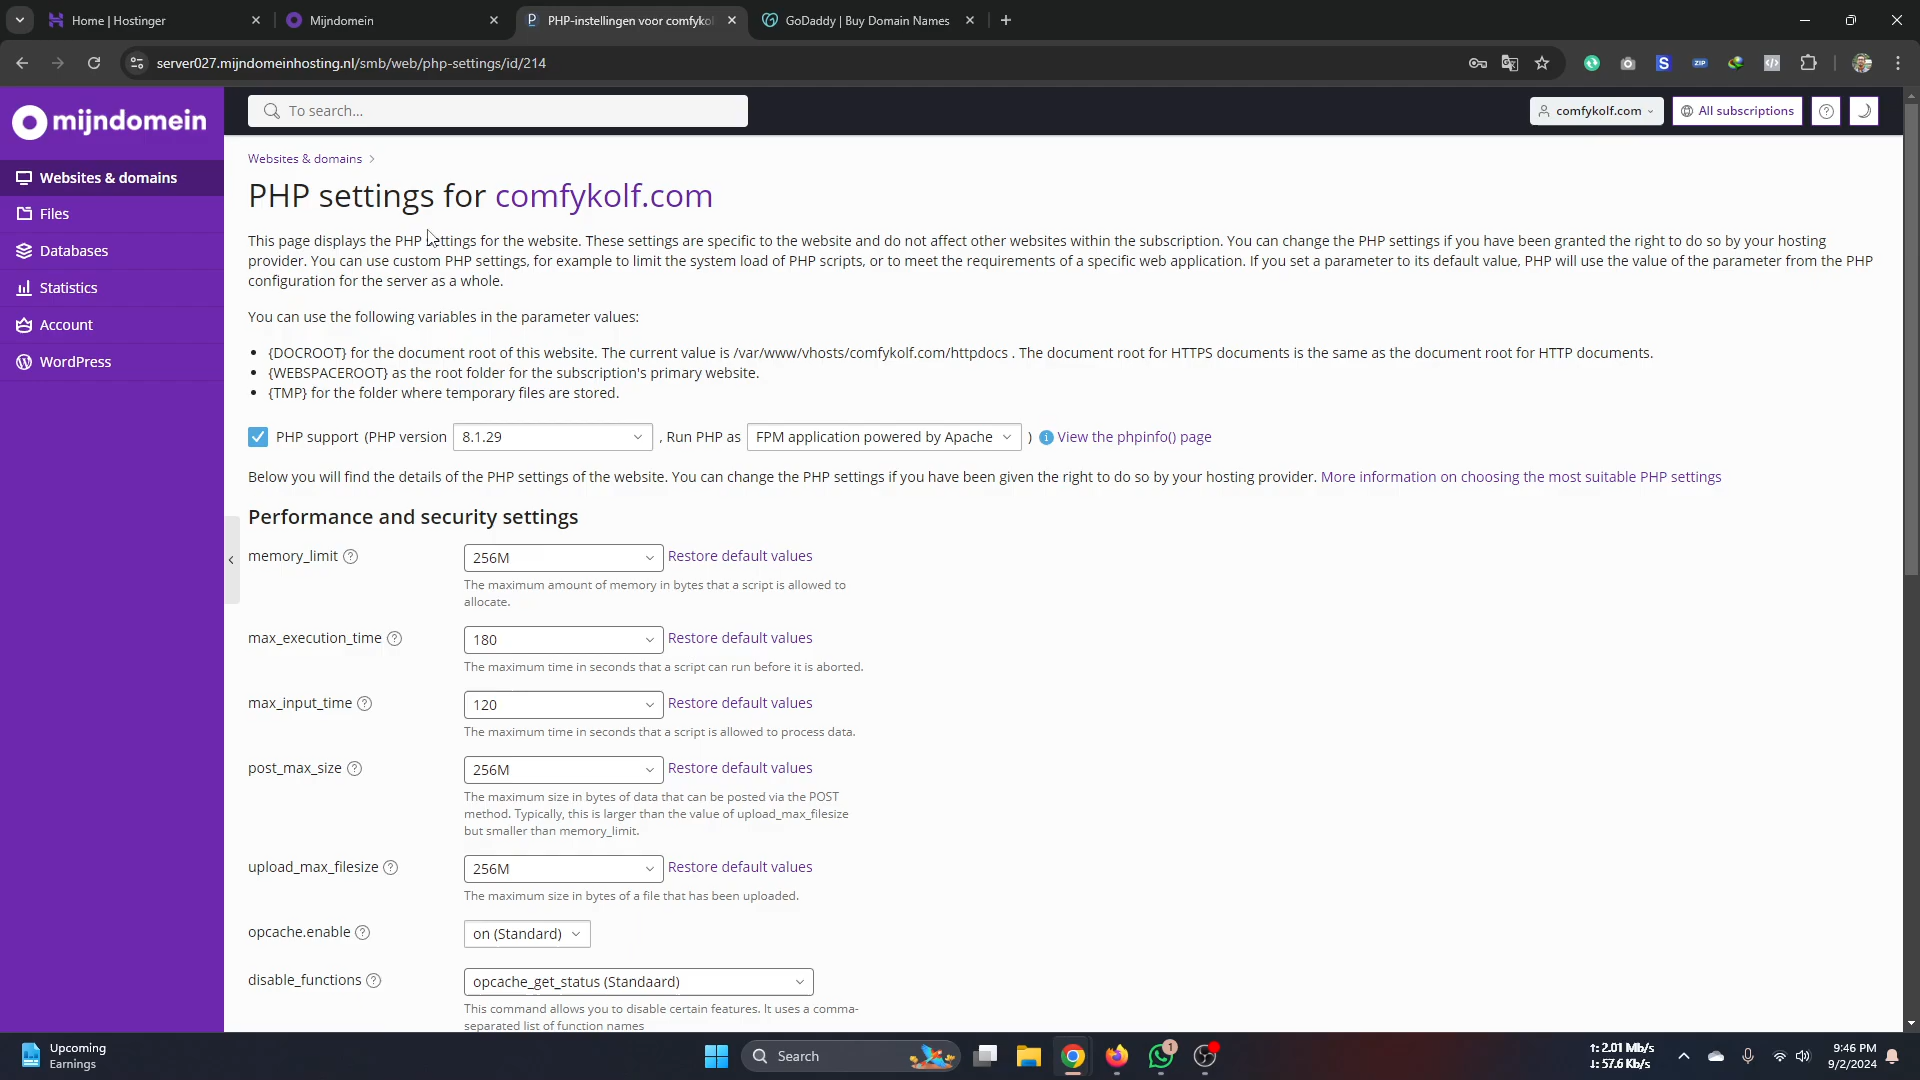 Home | Hostinger
Mijndomein
PHP-instellingen voor comfykol
GoDaddy | Buy Domain Names
server027.mijndomeinhosting.nl/smb/web/php-settings/id/214
mijndomein
To search...
comfykolf.com
All subscriptions
Websites & domains
Files
Databases
Statistics
Account
WordPress
Websites & domains
PHP settings for comfykolf.com
This page displays the PHP settings for the website. These settings are specific to the website and do not affect other websites within the subscription. You can change the PHP settings if you have been granted the right to do so by your hosting
provider. You can use custom PHP settings, for example to limit the system load of PHP scripts, or to meet the requirements of a specific web application. If you set a parameter to its default value, PHP will use the value of the parameter from the PHP
configuration for the server as a whole.
You can use the following variables in the parameter values:
• {DOCROOT} for the document root of this website. The current value is /var/www/vhosts/comfykolf.com/httpdocs . The document root for HTTPS documents is the same as the document root for HTTP documents.
• {WEBSPACEROOT} as the root folder for the subscription's primary website.
• {TMP} for the folder where temporary files are stored.
PHP support (PHP version 8.1.29 , Run PHP as FPM application powered by Apache ) View the phpinfo() page
Below you will find the details of the PHP settings of the website. You can change the PHP settings if you have been given the right to do so by your hosting provider. More information on choosing the most suitable PHP settings
Performance and security settings
memory_limit 256M Restore default values
The maximum amount of memory in bytes that a script is allowed to
allocate.
max_execution_time 180 Restore default values
The maximum time in seconds that a script can run before it is aborted.
max_input_time 120 Restore default values
The maximum time in seconds that a script is allowed to process data.
post_max_size 256M Restore default values
The maximum size in bytes of data that can be posted via the POST
method. Typically, this is larger than the value of upload_max_filesize
but smaller than memory_limit.
upload_max_filesize 256M Restore default values
The maximum size in bytes of a file that has been uploaded.
opcache.enable on (Standard)
disable_functions opcache_get_status (Standaard)
This command allows you to disable certain features. It uses a comma-
separated list of function names
Upcoming
Earnings
Search
1
↑: 2.01 Mb/s
↓: 57.6 Kb/s
9:46 PM
9/2/2024